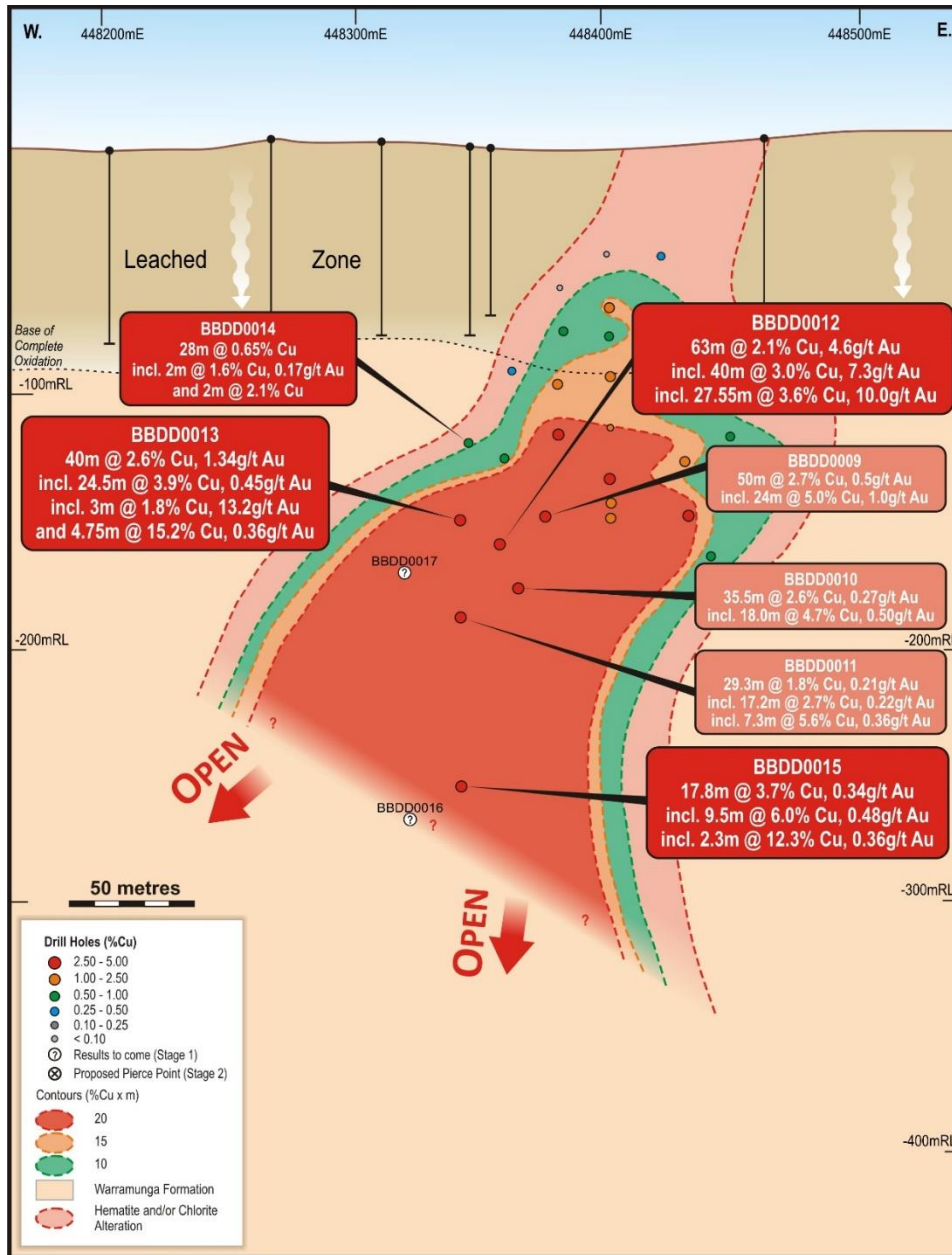 W.
448200mE
448300mE
448400mE
448500mE
E.
Leached Zone
Base of
Complete
Oxidation
-100mRL
BBDD0014
28m @ 0.65% Cu
incl. 2m @ 1.6% Cu, 0.17g/t Au
and 2m @ 2.1% Cu
BBDD0012
63m @ 2.1% Cu, 4.6g/t Au
incl. 40m @ 3.0% Cu, 7.3g/t Au
incl. 27.55m @ 3.6% Cu, 10.0g/t Au
BBDD0013
40m @ 2.6% Cu, 1.34g/t Au
incl. 24.5m @ 3.9% Cu, 0.45g/t Au
incl. 3m @ 1.8% Cu, 13.2g/t Au
and 4.75m @ 15.2% Cu, 0.36g/t Au
BBDD0009
50m @ 2.7% Cu, 0.5g/t Au
incl. 24m @ 5.0% Cu, 1.0g/t Au
BBDD0017
?
BBDD0010
35.5m @ 2.6% Cu, 0.27g/t Au
incl. 18.0m @ 4.7% Cu, 0.50g/t Au
-200mRL
-200mRL
BBDD0011
29.3m @ 1.8% Cu, 0.21g/t Au
incl. 17.2m @ 2.7% Cu, 0.22g/t Au
incl. 7.3m @ 5.6% Cu, 0.36g/t Au
?
OPEN
BBDD0015
17.8m @ 3.7% Cu, 0.34g/t Au
incl. 9.5m @ 6.0% Cu, 0.48g/t Au
incl. 2.3m @ 12.3% Cu, 0.36g/t Au
BBDD0016
?
?
50 metres
-300mRL
OPEN
?
Drill Holes (%Cu)
2.50 - 5.00
1.00 - 2.50
0.50 - 1.00
0.25 - 0.50
0.10 - 0.25
< 0.10
? Results to come (Stage 1)
Proposed Pierce Point (Stage 2)
Contours (%Cu x m)
20
15
10
Warramunga Formation
Hematite and/or Chlorite
Alteration
-400mRL